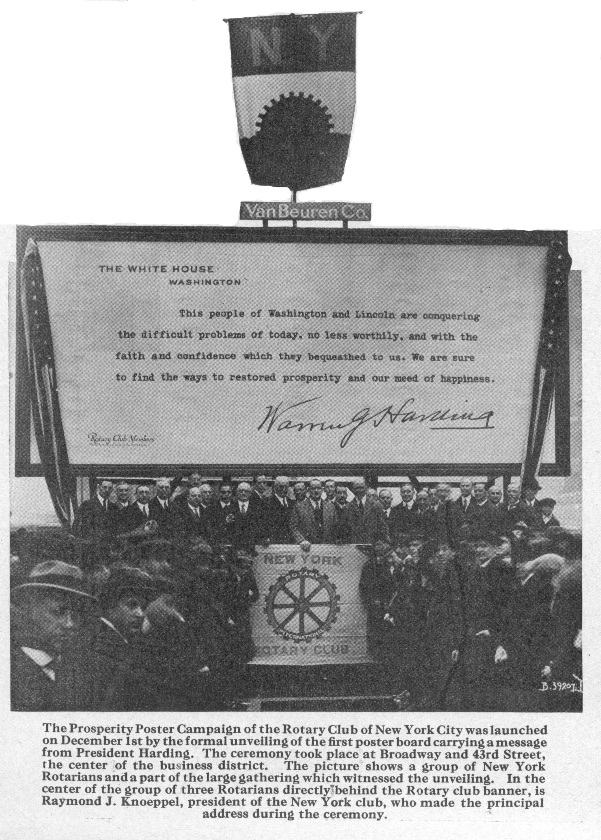 N Y
VanBeuren Co.
THE WHITE HOUSE
WASHINGTON
This people of Washington and Lincoln are conquering
the difficult problems of today, no less worthily, and with the
faith and confidence which they bequeathed to us. We are sure
to find the ways to restored prosperity and our meed of happiness.
Warren G Harding
Rotary Club Members
NEW YORK
ROTARY
INTERNATIONAL
ROTARY CLUB
B.39207.
The Prosperity Poster Campaign of the Rotary Club of New York City was launched
on December 1st by the formal unveiling of the first poster board carrying a message
from President Harding. The ceremony took place at Broadway and 43rd Street,
the center of the business district. The picture shows a group of New York
Rotarians and a part of the large gathering which witnessed the unveiling. In the
center of the group of three Rotarians directly behind the Rotary club banner, is
Raymond J. Knoeppel, president of the New York club, who made the principal
address during the ceremony.